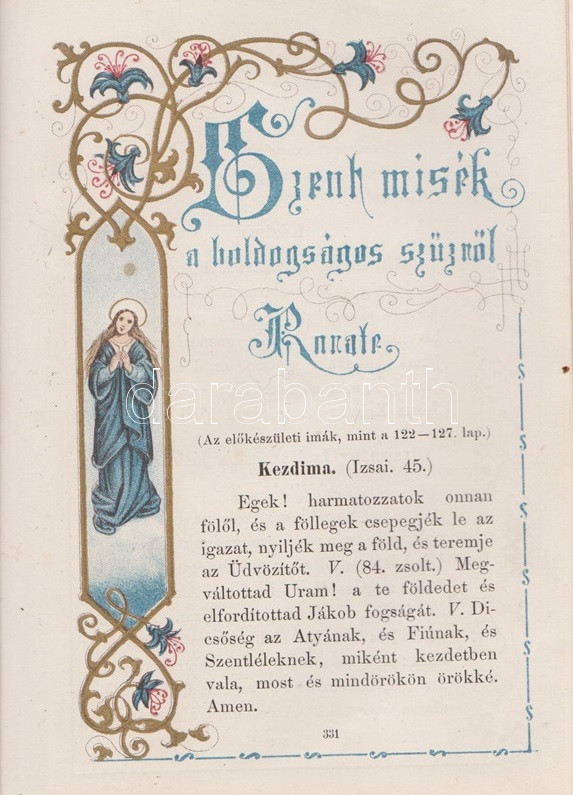 Szent misék
a boldogságos szüzről
Rorate.
darabanth
(Az előkészületi imák, mint a 122—127. lap.)
Kezdima. (Izsai. 45.)
Egek! harmatozzatok onnan
fölől, és a föllegek csepegjék le az
igazat, nyiljék meg a föld, és teremje
az Üdvözítőt. V. (84. zsolt.) Meg-
váltottad Uram! a te földedet és
elfordítottad Jákob fogságát. V. Di-
csőség az Atyának, és Fiúnak, és
Szentléleknek, miként kezdetben
vala, most és mindörökön örökké.
Amen.
331